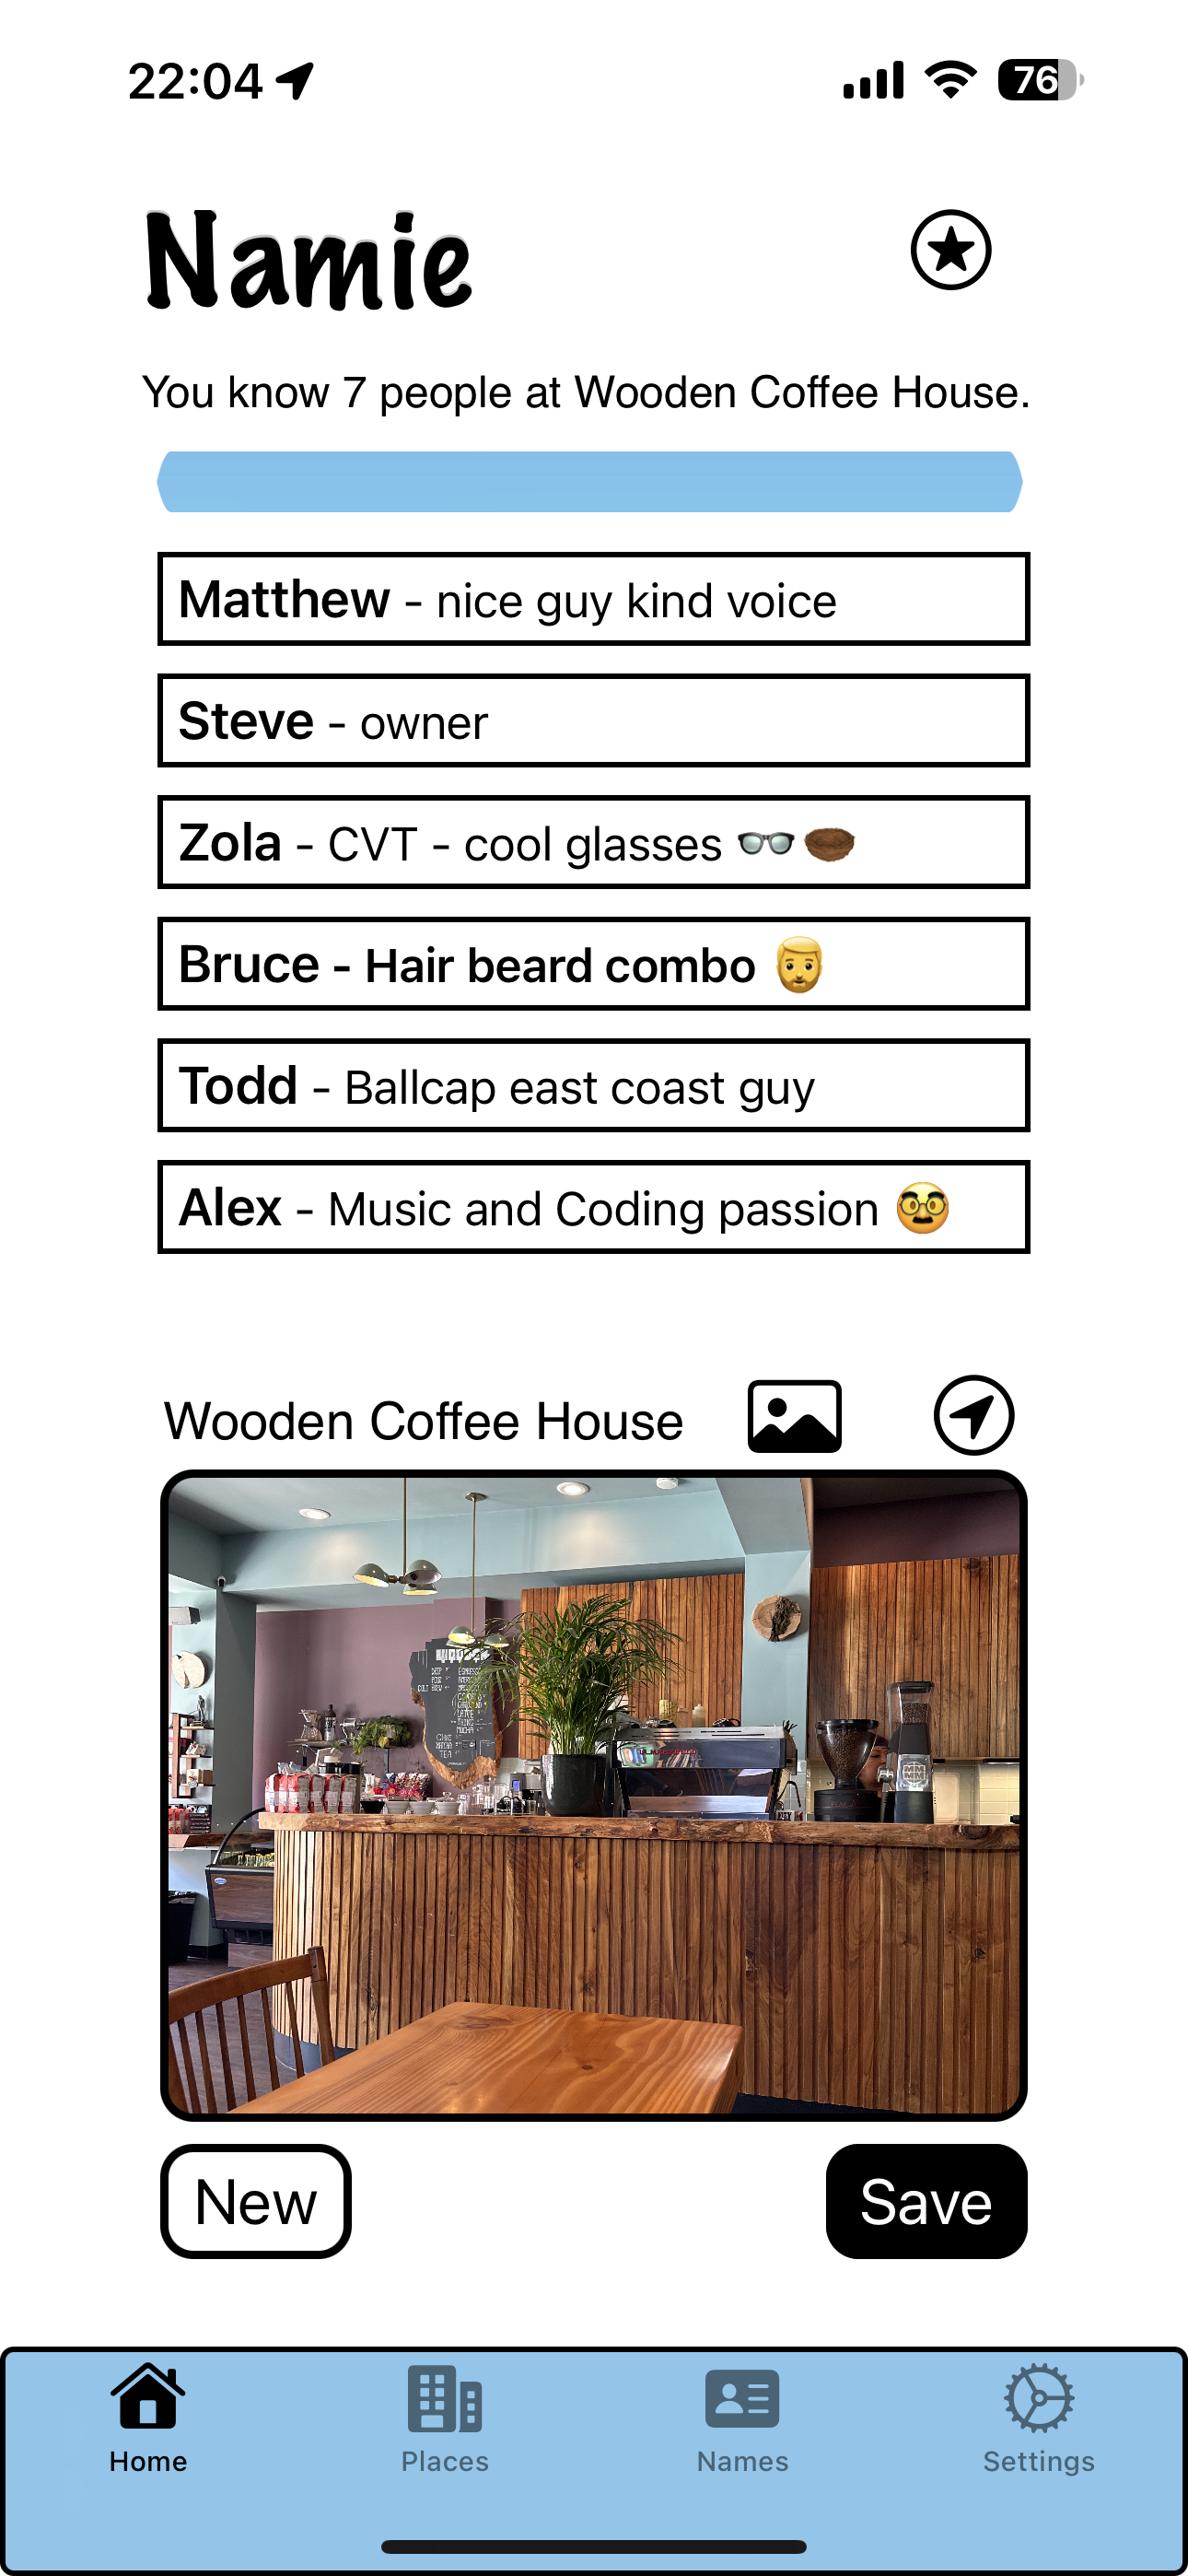 22:04
76
Namie
You know 7 people at Wooden Coffee House.
Matthew - nice guy kind voice
Steve - owner
Zola - CVT - cool glasses 🕶️🪹
Bruce - Hair beard combo 🧔
Todd - Ballcap east coast guy
Alex - Music and Coding passion 🥸
Wooden Coffee House
New
Save
Home
Places
Names
Settings